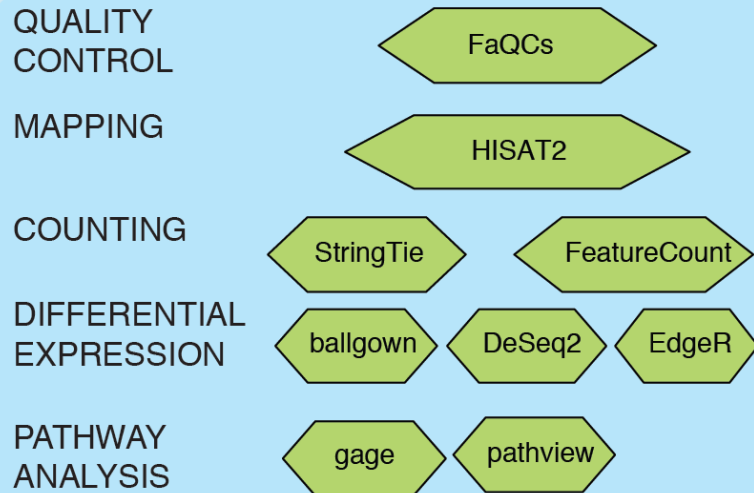 QUALITY
CONTROL
FaQCs
MAPPING
HISAT2
COUNTING
StringTie
FeatureCount
DIFFERENTIAL
EXPRESSION
ballgown
DeSeq2
EdgeR
PATHWAY
ANALYSIS
gage
pathview